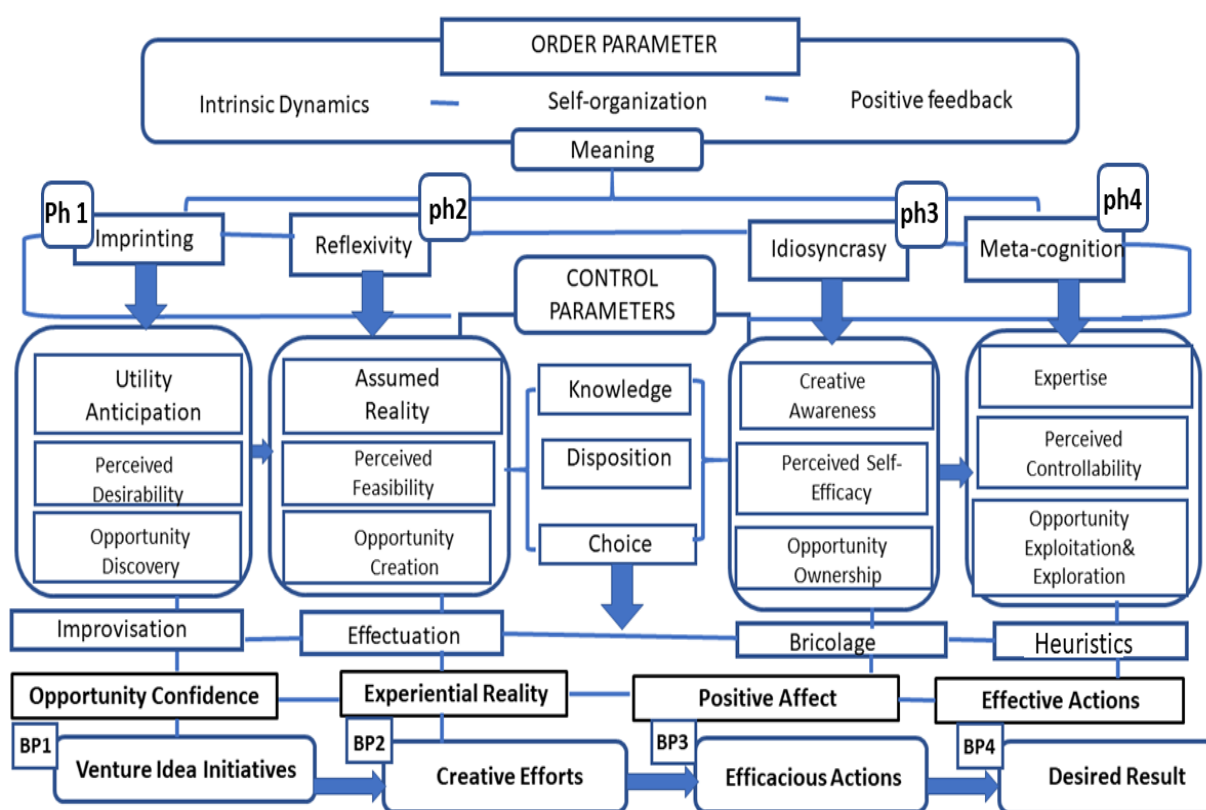 ORDER PARAMETER
Intrinsic Dynamics
Self-organization
Positive feedback
Meaning
Ph 1
ph2
ph3
ph4
Imprinting
Reflexivity
Idiosyncrasy
Meta-cognition
CONTROL
PARAMETERS
Utility
Anticipation
Perceived
Desirability
Opportunity
Discovery
Assumed
Reality
Perceived
Feasibility
Opportunity
Creation
Knowledge
Disposition
Choice
Creative
Awareness
Perceived Self-
Efficacy
Opportunity
Ownership
Expertise
Perceived
Controllability
Opportunity
Exploitation&
Exploration
Improvisation
Effectuation
Bricolage
Heuristics
Opportunity Confidence
Experiential Reality
Positive Affect
Effective Actions
BP1
BP2
BP3
BP4
Venture Idea Initiatives
Creative Efforts
Efficacious Actions
Desired Result